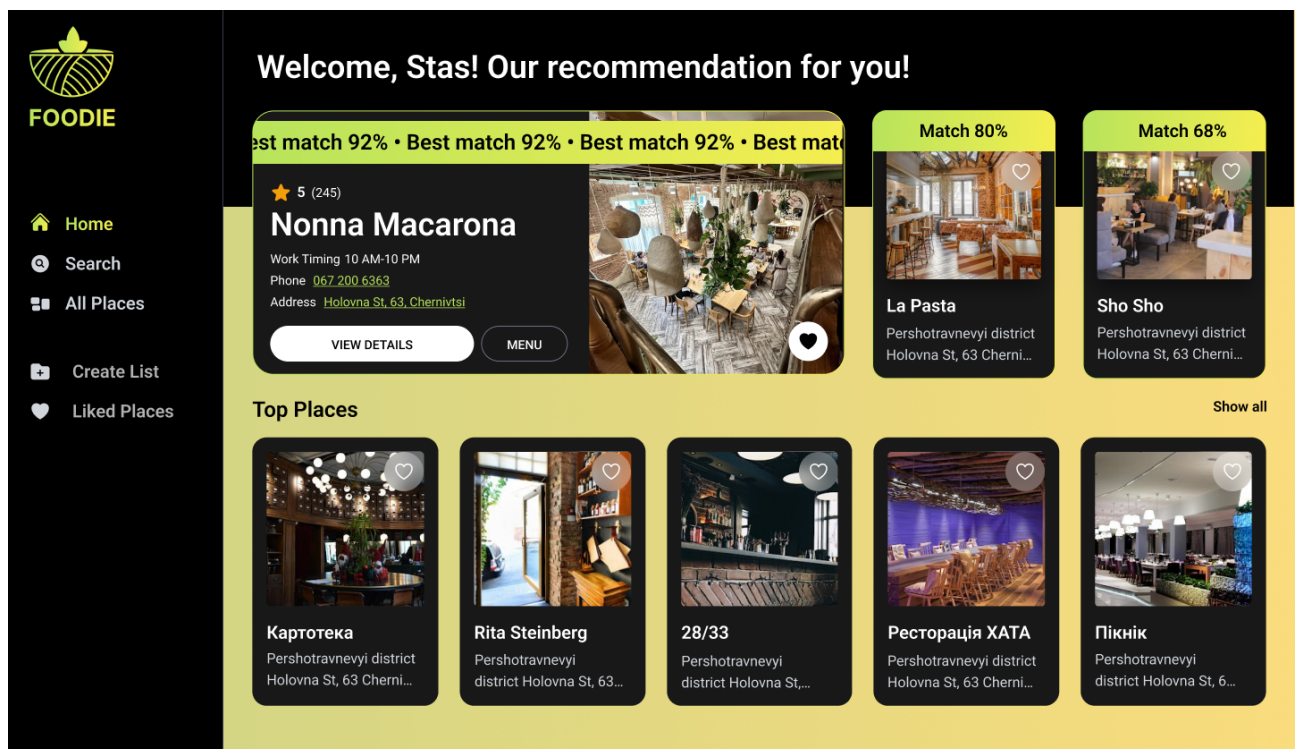 FOODIE
Home
Search
All Places
Create List
Liked Places
Welcome, Stas! Our recommendation for you!
est match 92% • Best match 92% • Best match 92% • Best mat
5 (245)
Nonna Macarona
Work Timing 10 AM-10 PM
Phone 067 200 6363
Address Holovna St, 63, Chernivtsi
VIEW DETAILS
MENU
Match 80%
La Pasta
Pershotravnevyi district
Holovna St, 63 Cherni...
Match 68%
Sho Sho
Pershotravnevyi district
Holovna St, 63 Cherni...
Top Places
Show all
Картотека
Pershotravnevyi district
Holovna St, 63 Cherni...
Rita Steinberg
Pershotravnevyi
district Holovna St, 63...
28/33
Pershotravnevyi
district Holovna St,...
Ресторація ХАТА
Pershotravnevyi district
Holovna St, 63 Cherni...
Пікнік
Pershotravnevyi
district Holovna St, 6...